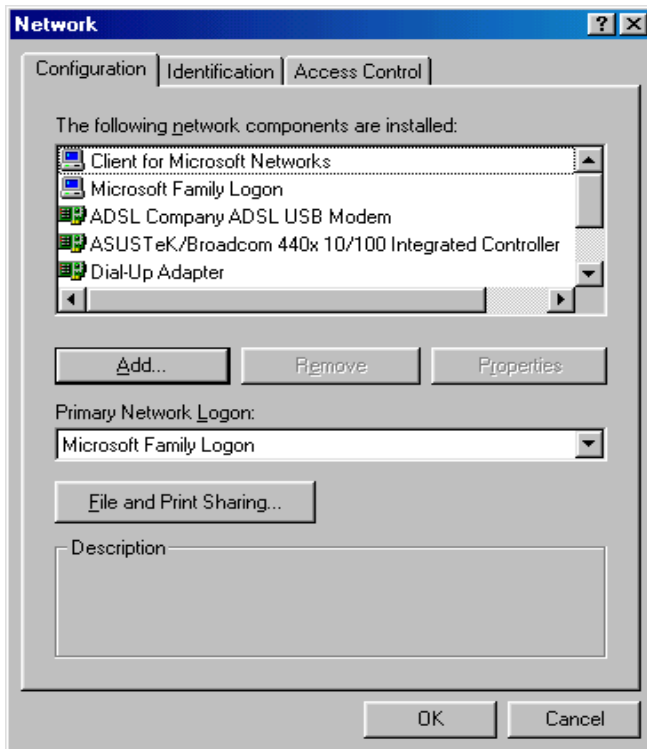 Network
Configuration Identification Access Control
The following network components are installed:
Client for Microsoft Networks
Microsoft Family Logon
ADSL Company ADSL USB Modem
ASUSTeK/Broadcom 440x 10/100 Integrated Controller
Dial-Up Adapter
Add... Remove Properties
Primary Network Logon:
Microsoft Family Logon
File and Print Sharing...
Description
OK Cancel